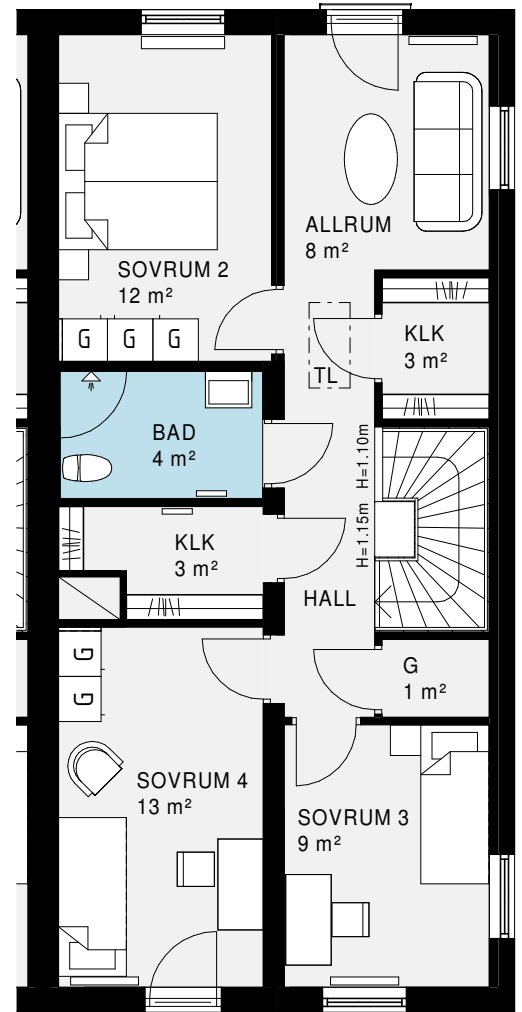 ALLRUM
8 m²
SOVRUM 2
12 m²
G G G
KLK
3 m²
TL
BAD
4 m²
H=1.10m
H=1.15m
KLK
3 m²
HALL
G
G
G
1 m²
SOVRUM 4
13 m²
SOVRUM 3
9 m²